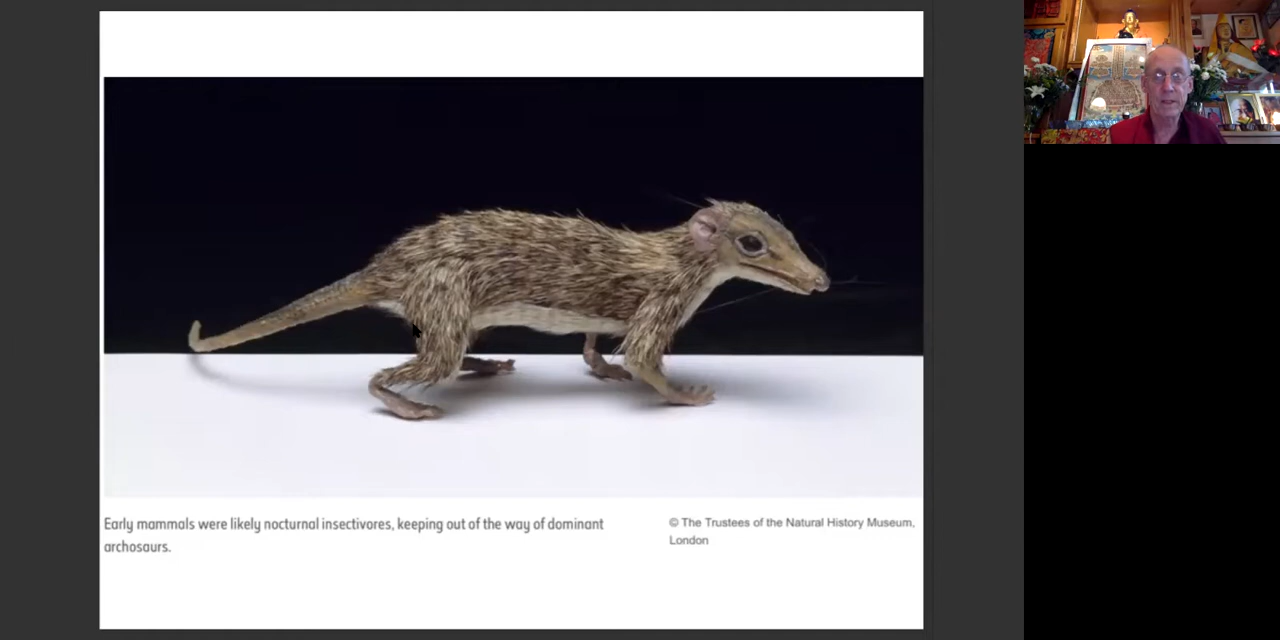 Early mammals were likely nocturnal insectivores, keeping out of the way of dominant
archosaurs.
© The Trustees of the Natural History Museum,
London